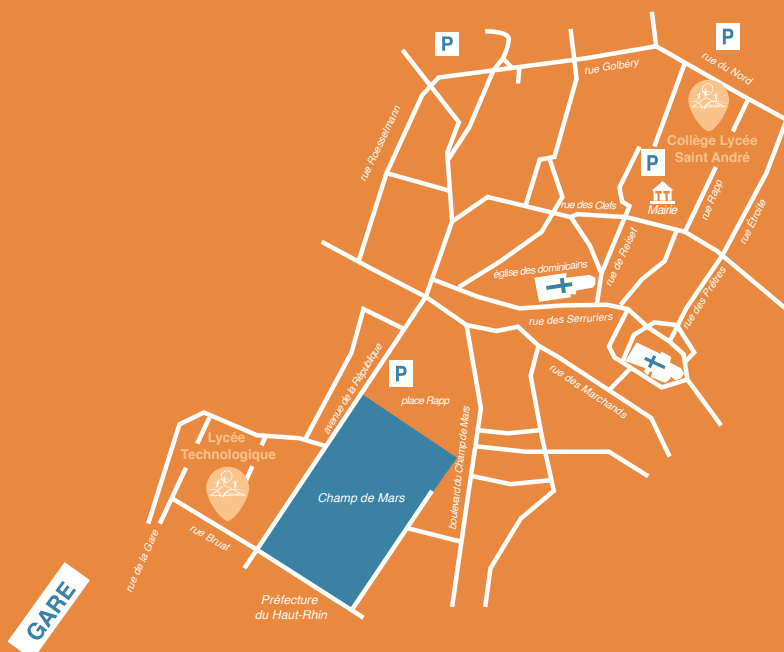 P
P
rue Golbéry
rue du Nord
rue Roesselmann
Collège Lycée
Saint André
P
rue des Clefs
Mairie
rue Rapp
rue Étroite
rue de Reiset
église des dominicains
rue des Prêtres
rue des Serruriers
avenue de la République
P
place Rapp
rue des Marchands
boulevard du Champ de Mars
Lycée
Technologique
Champ de Mars
rue Bruat
rue de la Gare
GARE
Préfecture
du Haut-Rhin